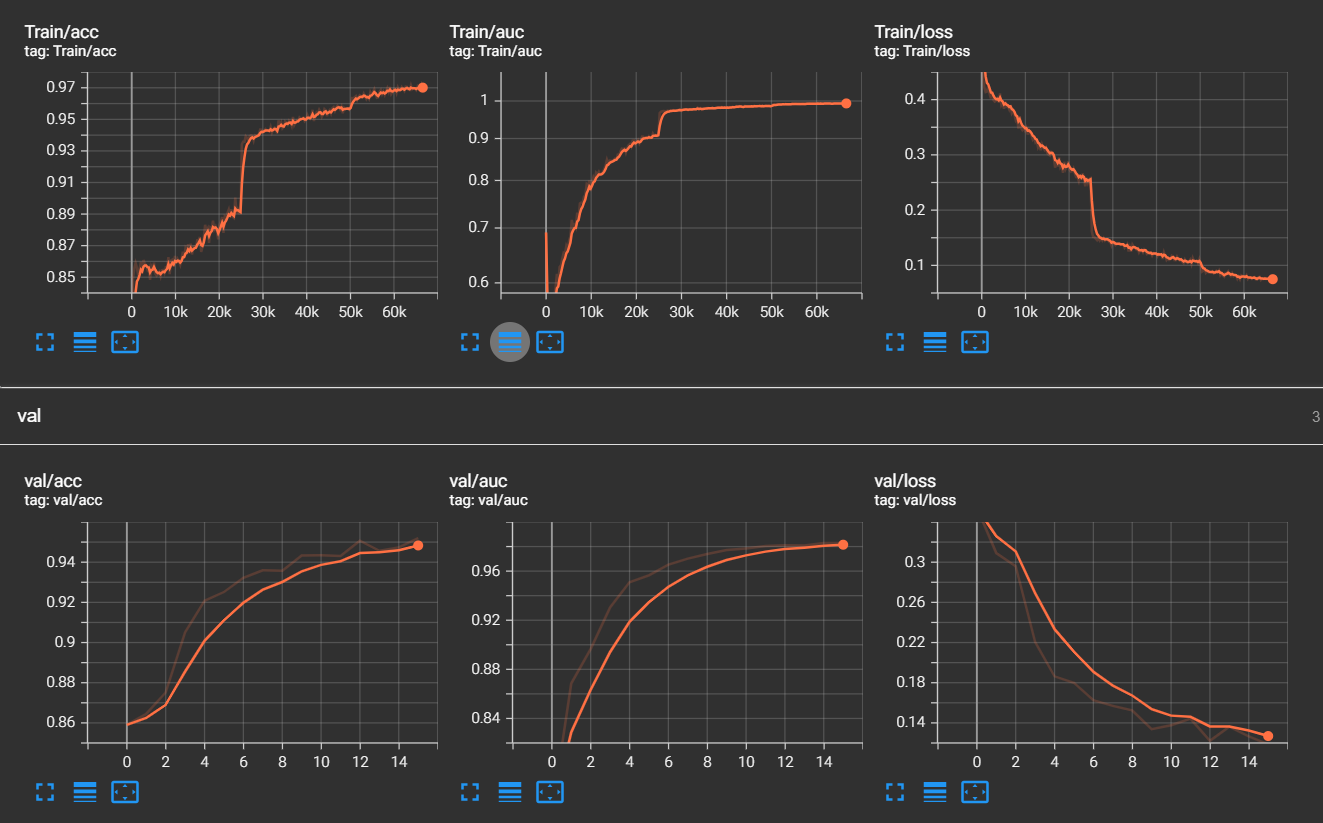 Train/acc
tag: Train/acc
0.97
0.95
0.93
0.91
0.89
0.87
0.85
0 10k 20k 30k 40k 50k 60k
Train/auc
tag: Train/auc
1
0.9
0.8
0.7
0.6
0 10k 20k 30k 40k 50k 60k
Train/loss
tag: Train/loss
0.4
0.3
0.2
0.1
0 10k 20k 30k 40k 50k 60k
val
3
val/acc
tag: val/acc
0.94
0.92
0.9
0.88
0.86
0 2 4 6 8 10 12 14
val/auc
tag: val/auc
0.96
0.92
0.88
0.84
0 2 4 6 8 10 12 14
val/loss
tag: val/loss
0.3
0.26
0.22
0.18
0.14
0 2 4 6 8 10 12 14